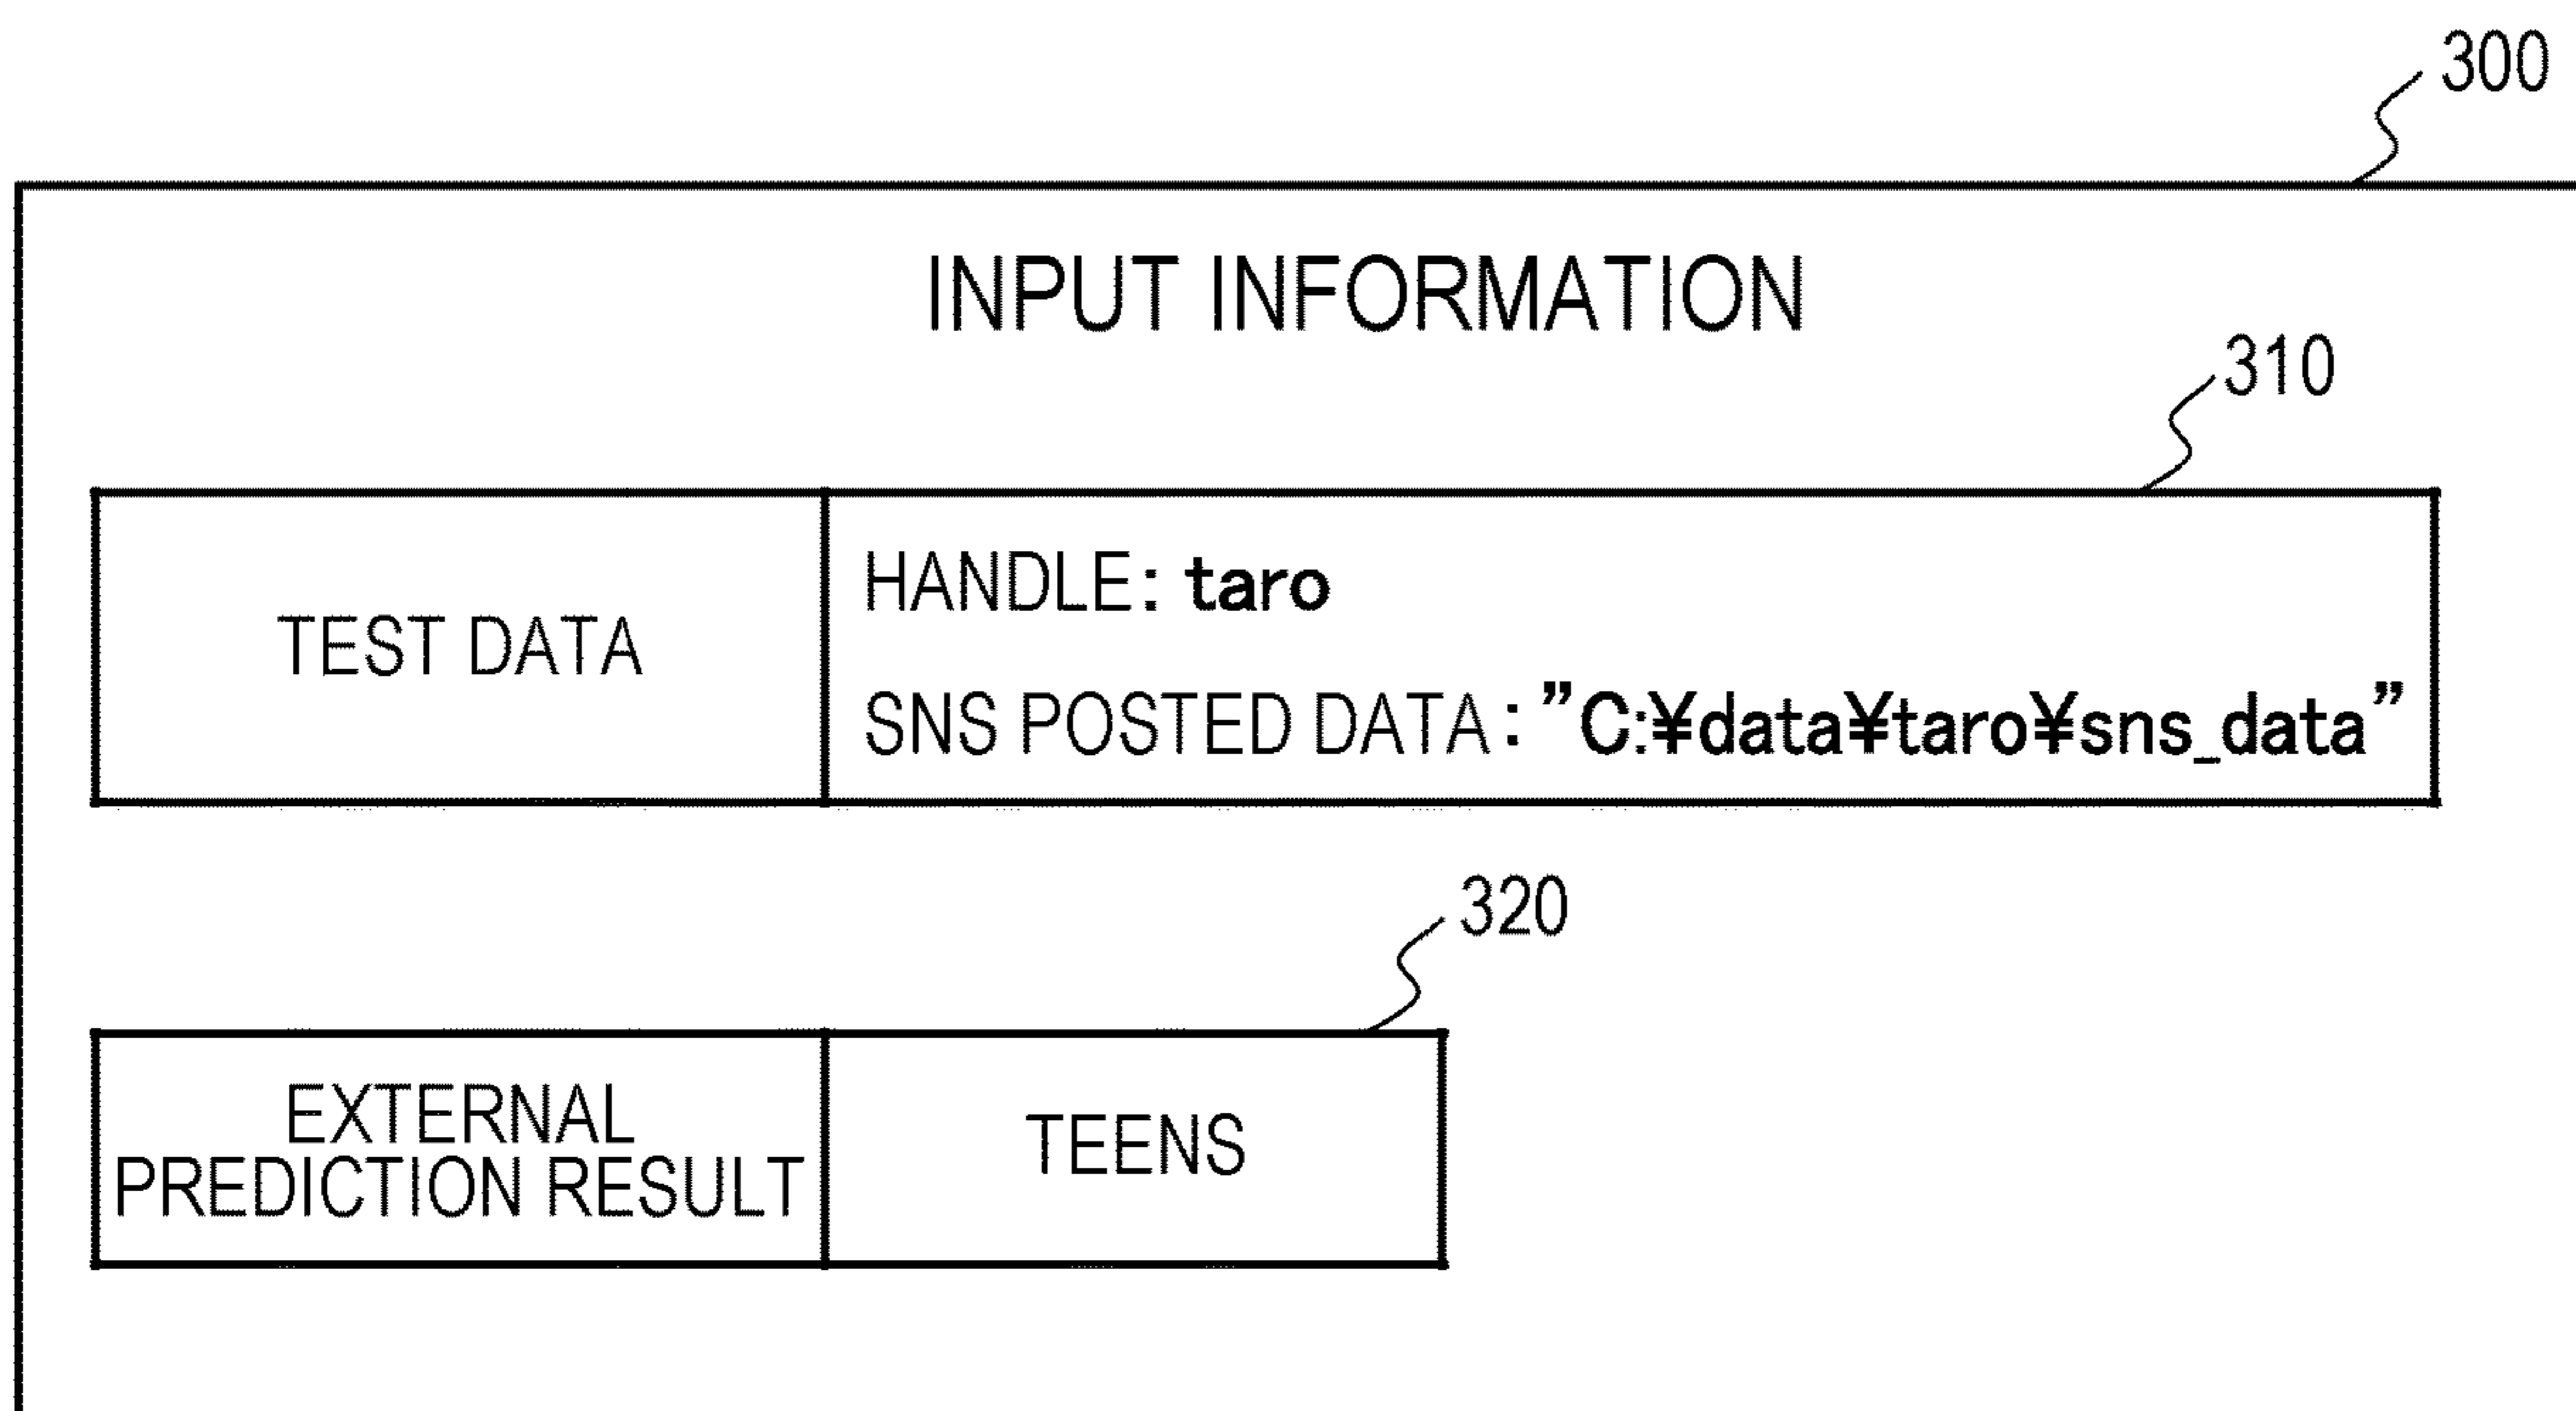 300
INPUT INFORMATION
310
TEST DATA
HANDLE: taro
SNS POSTED DATA: ”C:¥data¥taro¥sns_data”
320
EXTERNAL
PREDICTION RESULT
TEENS